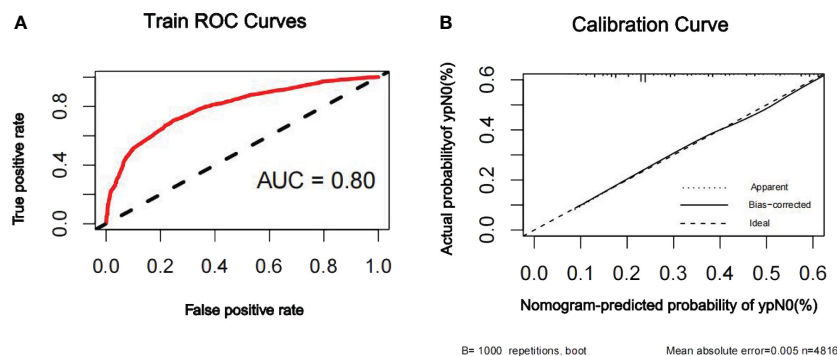 A
Train ROC Curves
True positive rate
0.0
0.4
0.8
AUC = 0.80
0.0 0.2 0.4 0.6 0.8 1.0
False positive rate
B
Calibration Curve
Actual probabilityof ypN0(%)
0.0
0.2
0.4
0.6
Apparent
Bias-corrected
Ideal
0.0 0.1 0.2 0.3 0.4 0.5 0.6
Nomogram-predicted probability of ypN0(%)
B= 1000 repetitions, boot
Mean absolute error=0.005 n=4816